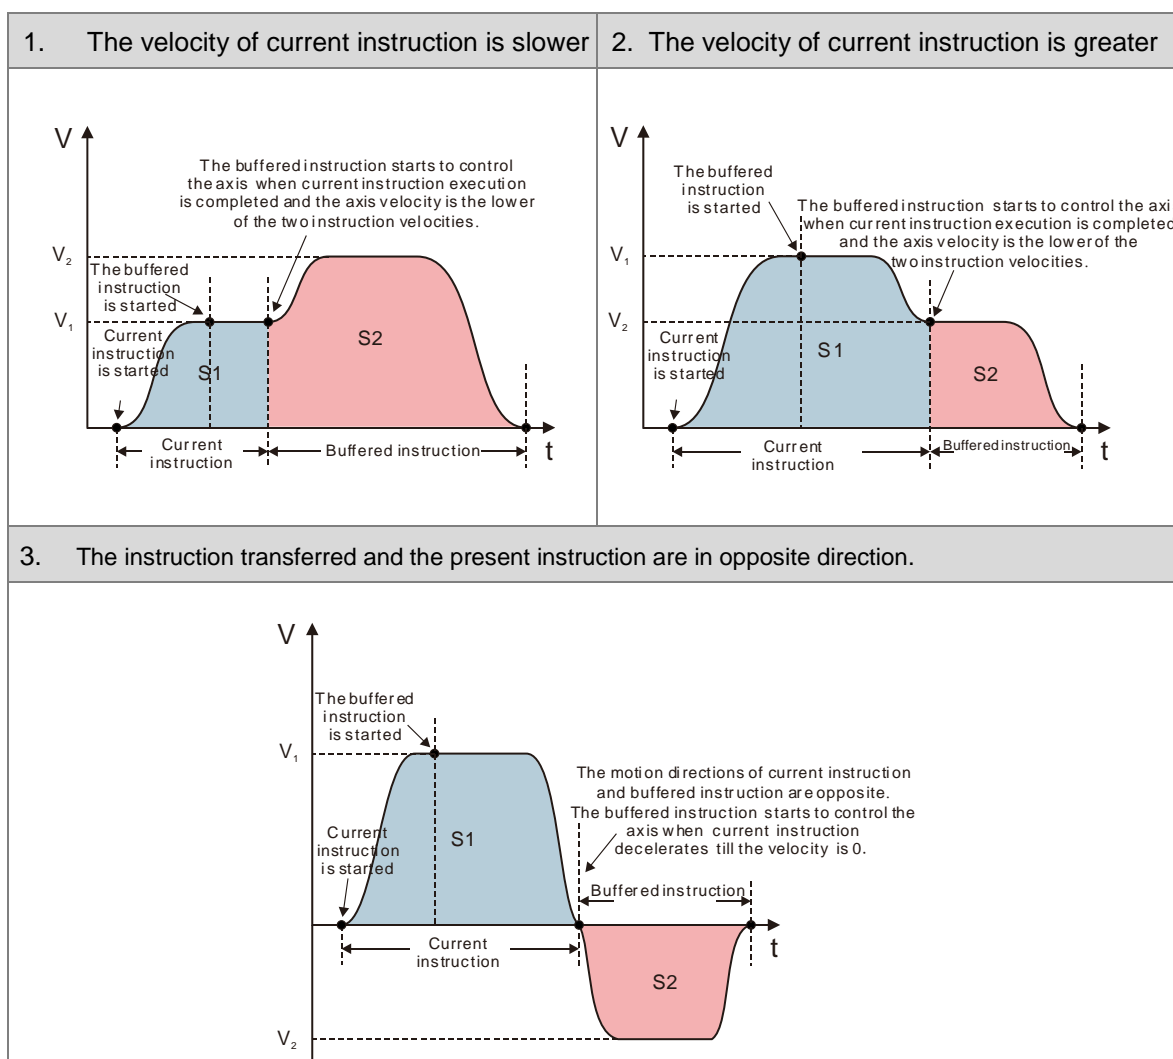 1. The velocity of current instruction is slower
2. The velocity of current instruction is greater
V
The buffered instruction starts to control
the axis when current instruction execution
is completed and the axis velocity is the lower
of the two instruction velocities.
V2
The buffered
instruction
is started
V1
Current
instruction
is started
S1
S2
Current
instruction
Buffered instruction
t
V
The buffered
instruction
is started
The buffered instruction starts to control the axi
when current instruction execution is completed
and the axis velocity is the lower of the
two instruction velocities.
V1
V2
Current
instruction
is started
S1
S2
Current
instruction
Buffered instruction
t
3. The instruction transferred and the present instruction are in opposite direction.
V
The buffered
instruction
is started
V1
The motion directions of current instruction
and buffered instruction are opposite.
The buffered instruction starts to control the
axis when current instruction
decelerates till the velocity is 0.
Current
instruction
is started
S1
Buffered instruction
Current
instruction
t
S2
V2